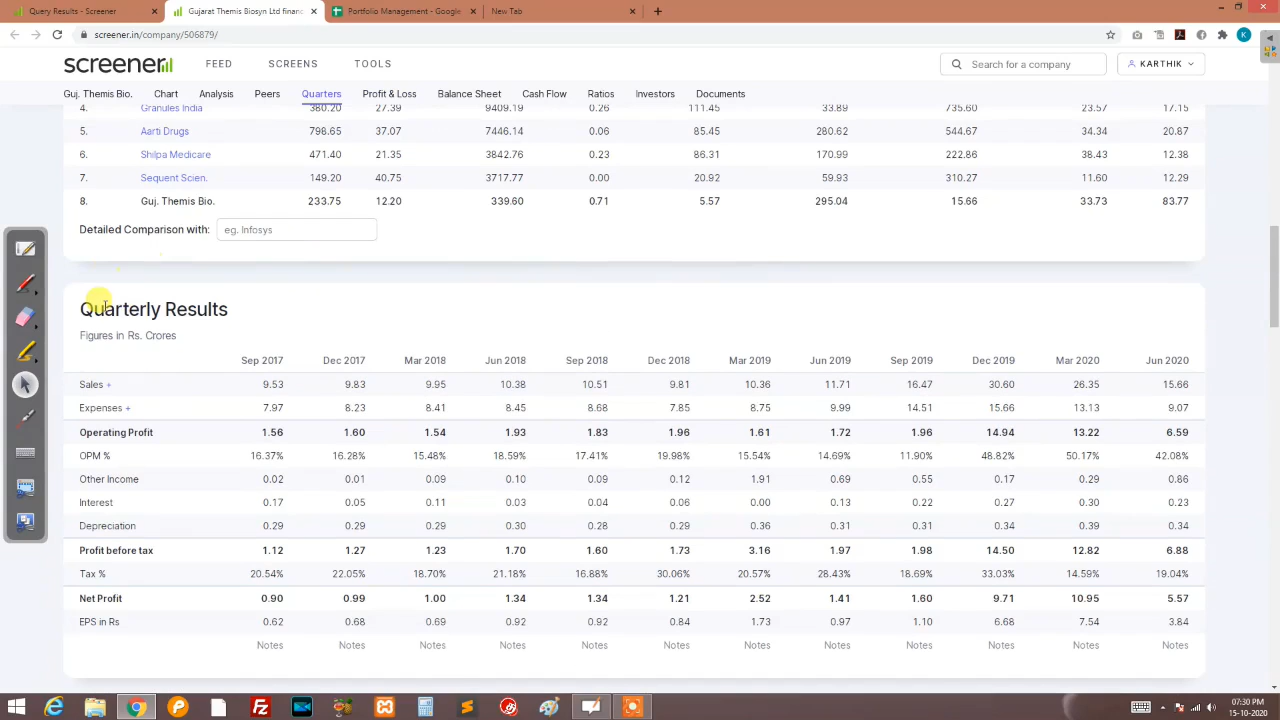 Query Results - Screener
Gujarat Themis Biosyn Ltd financ
Portfolio Management - Google
New Tab
screener.in/company/506879/
K
screener
FEED
SCREENS
TOOLS
Search for a company
KARTHIK
Guj. Themis Bio.
Chart
Analysis
Peers
Quarters
Profit & Loss
Balance Sheet
Cash Flow
Ratios
Investors
Documents
4. Granules India 380.20 27.39 9409.19 0.26 111.45 33.89 735.60 23.57 17.15
5. Aarti Drugs 798.65 37.07 7446.14 0.06 85.45 280.62 544.67 34.34 20.87
6. Shilpa Medicare 471.40 21.35 3842.76 0.23 86.31 170.99 222.86 38.43 12.38
7. Sequent Scien. 149.20 40.75 3717.77 0.00 20.92 59.93 310.27 11.60 12.29
8. Guj. Themis Bio. 233.75 12.20 339.60 0.71 5.57 295.04 15.66 33.73 83.77
Detailed Comparison with: eg. Infosys
Quarterly Results
Figures in Rs. Crores
Sep 2017 Dec 2017 Mar 2018 Jun 2018 Sep 2018 Dec 2018 Mar 2019 Jun 2019 Sep 2019 Dec 2019 Mar 2020 Jun 2020
Sales + 9.53 9.83 9.95 10.38 10.51 9.81 10.36 11.71 16.47 30.60 26.35 15.66
Expenses + 7.97 8.23 8.41 8.45 8.68 7.85 8.75 9.99 14.51 15.66 13.13 9.07
Operating Profit 1.56 1.60 1.54 1.93 1.83 1.96 1.61 1.72 1.96 14.94 13.22 6.59
OPM % 16.37% 16.28% 15.48% 18.59% 17.41% 19.98% 15.54% 14.69% 11.90% 48.82% 50.17% 42.08%
Other Income 0.02 0.01 0.09 0.10 0.09 0.12 1.91 0.69 0.55 0.17 0.29 0.86
Interest 0.17 0.05 0.11 0.03 0.04 0.06 0.00 0.13 0.22 0.27 0.30 0.23
Depreciation 0.29 0.29 0.29 0.30 0.28 0.29 0.36 0.31 0.31 0.34 0.39 0.34
Profit before tax 1.12 1.27 1.23 1.70 1.60 1.73 3.16 1.97 1.98 14.50 12.82 6.88
Tax % 20.54% 22.05% 18.70% 21.18% 16.88% 30.06% 20.57% 28.43% 18.69% 33.03% 14.59% 19.04%
Net Profit 0.90 0.99 1.00 1.34 1.34 1.21 2.52 1.41 1.60 9.71 10.95 5.57
EPS in Rs 0.62 0.68 0.69 0.92 0.92 0.84 1.73 0.97 1.10 6.68 7.54 3.84
Notes Notes Notes Notes Notes Notes Notes Notes Notes Notes Notes Notes
07:30 PM
15-10-2020